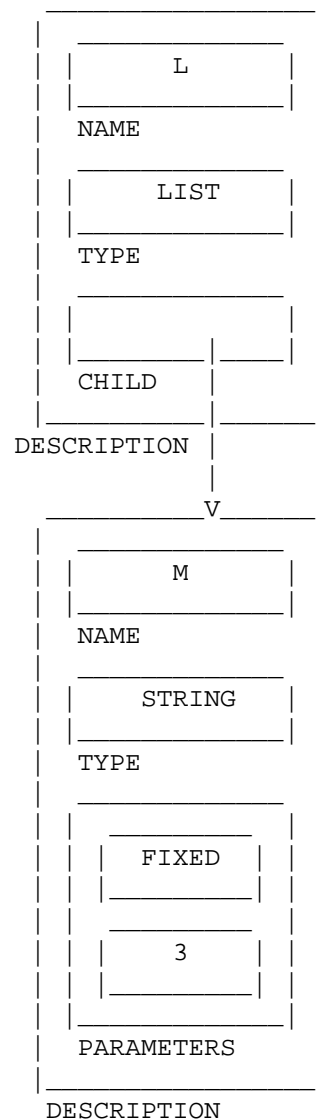 L
NAME
LIST
TYPE
CHILD
DESCRIPTION
V
M
NAME
STRING
TYPE
FIXED
3
PARAMETERS
DESCRIPTION